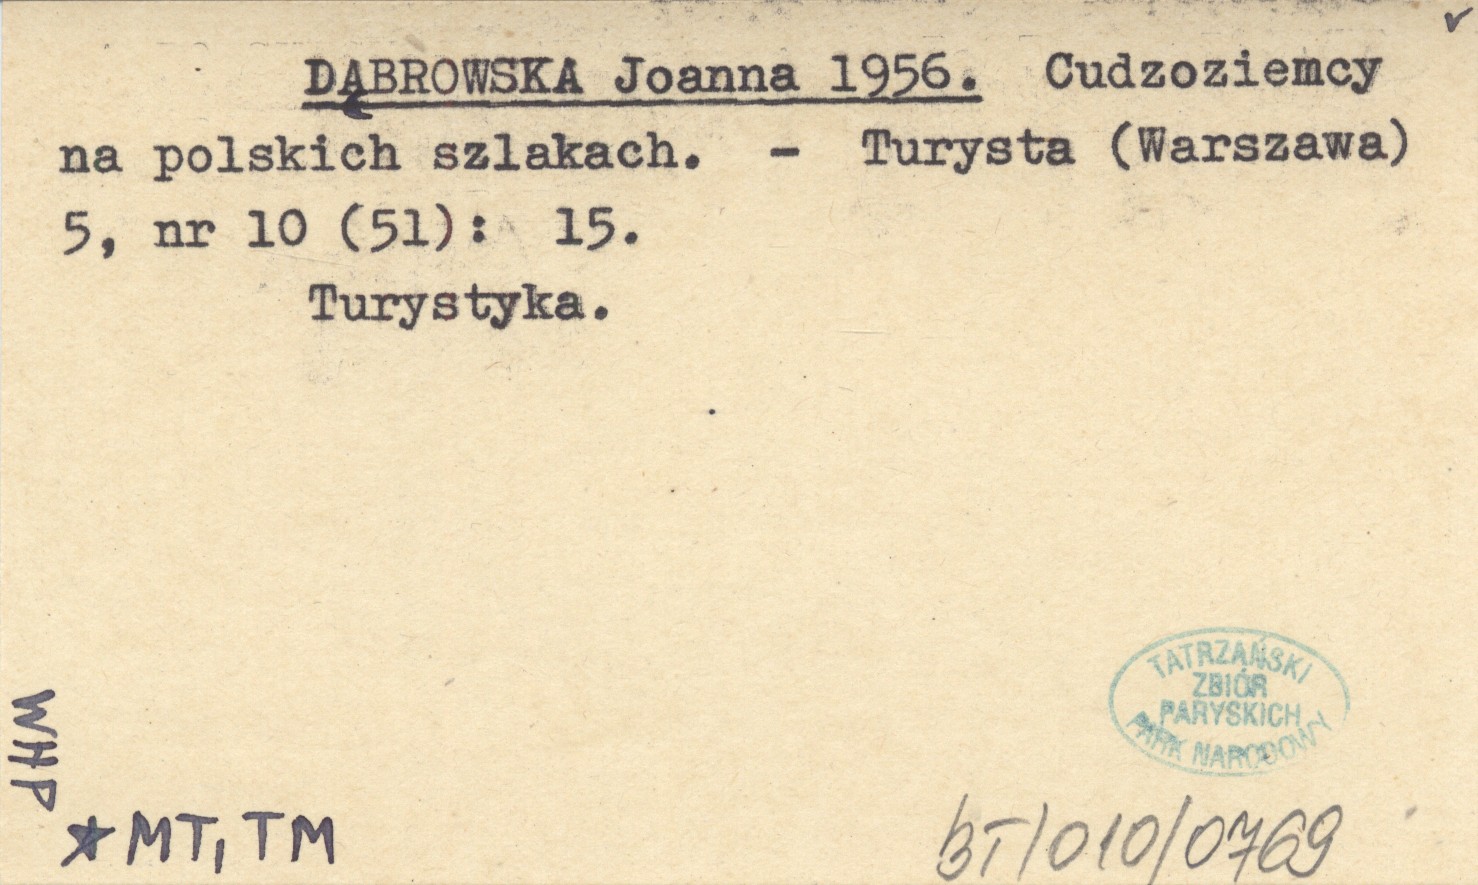 DĄBROWSKA Joanna 1956. Cudzoziemcy
na polskich szlakach. - Turysta (Warszawa)
5, nr 10 (51): 15.
Turystyka.
TATRZAŃSKI
ZBIÓR
PARYSKICH
PARK NARODOWY
WHP
★ MT, TM
BT/010/0769